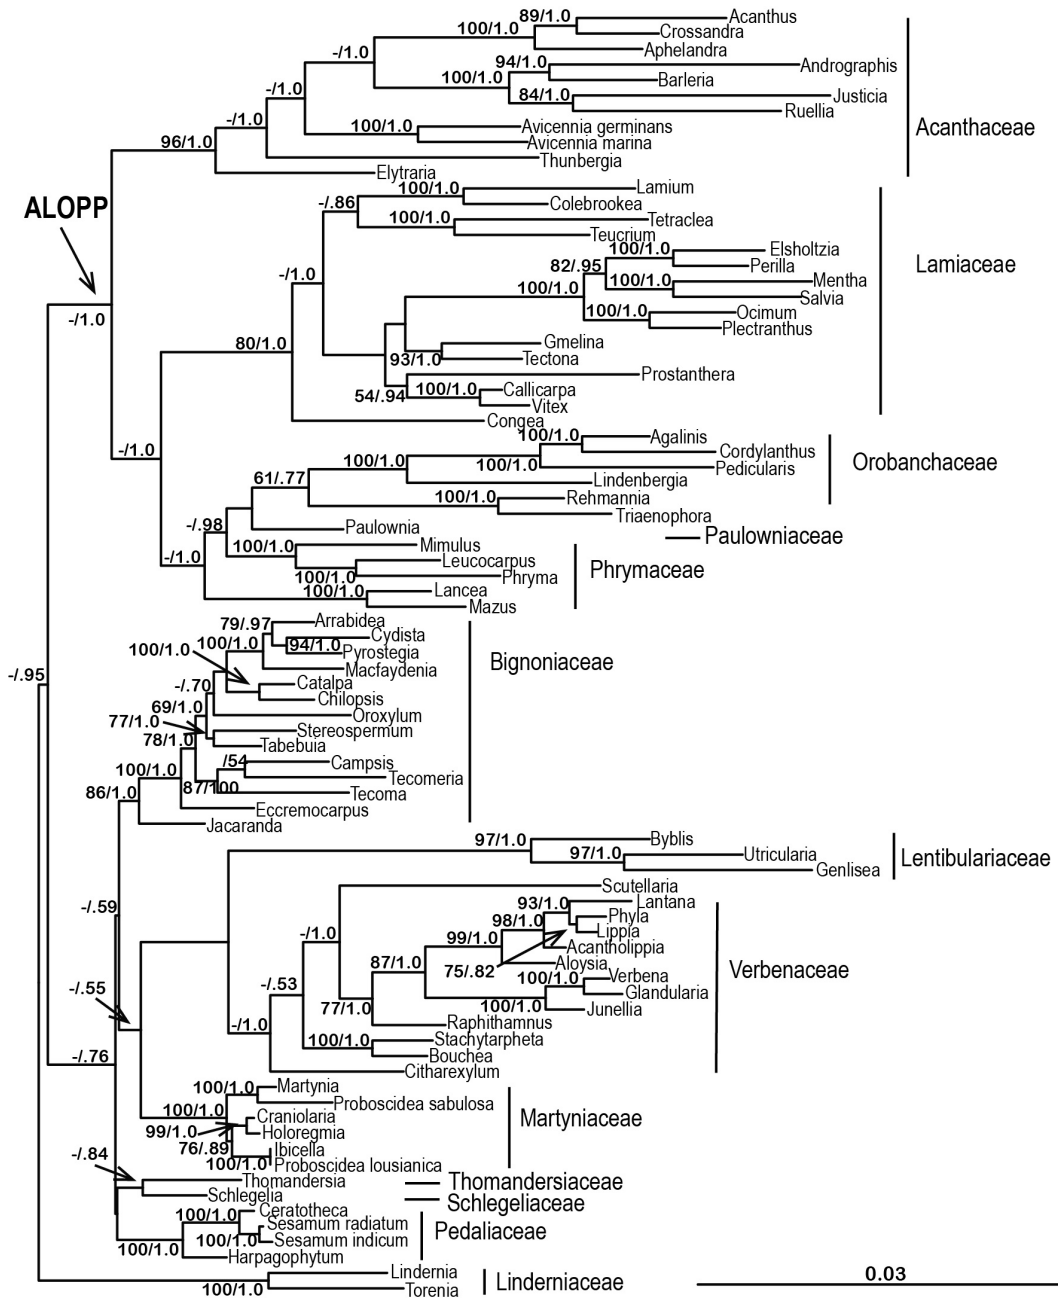 89/1.0 Acanthus
100/1.0 Crossandra
Aphelandra
-/1.0
94/1.0 Andrographis
100/1.0 Barleria
-/1.0
84/1.0 Justicia
Ruellia
Acanthaceae
-/1.0
100/1.0 Avicennia germinans
Avicennia marina
96/1.0
Thunbergia
Elytraria
ALOPP
-/1.0
100/1.0 Lamium
-/.86
Colebrookea
100/1.0 Tetraclea
Teucrium
100/1.0 Elsholtzia
Perilla
82/.95
-/1.0
100/1.0 Mentha
Salvia
Lamiaceae
100/1.0
100/1.0 Ocimum
Plectranthus
80/1.0
Gmelina
93/1.0 Tectona
Prostanthera
54/.94
100/1.0 Callicarpa
Vitex
Congea
-/1.0
100/1.0 Agalinis
Cordylanthus
100/1.0 Pedicularis
100/1.0
Lindenbergia
Orobanchaceae
61/.77
100/1.0 Rehmannia
Triaenophora
-/.98
Paulownia
Paulowniaceae
-/1.0
100/1.0 Mimulus
Leucocarpus
100/1.0 Phryma
100/1.0 Lancea
Mazus
Phrymaceae
79/.97 Arrabidea
Cydista
100/1.0
94/1.0 Pyrostegia
Macfaydenia
100/1.0
Catalpa
Chilopsis
Bignoniaceae
-/.95
-/.70
69/1.0
Oroxylum
77/1.0
Stereospermum
Tabebuia
78/1.0
/54 Campsis
Tecomeria
87/100
Tecoma
100/1.0
Eccremocarpus
86/1.0
Jacaranda
97/1.0 Byblis
97/1.0 Utricularia
Genlisea
Lentibulariaceae
-/.59
Scutellaria
93/1.0 Lantana
Phyla
98/1.0
Lippia
-/1.0
99/1.0 Acantholippia
75/.82
Aloysia
87/1.0
100/1.0 Verbena
Glandularia
100/1.0 Junellia
Verbenaceae
-/.55
-/.53
77/1.0
Raphithamnus
-/1.0
100/1.0 Stachytarpheta
Bouchea
Citharexylum
-/.76
100/1.0 Martynia
Proboscidea sabulosa
100/1.0
Craniolaria
99/1.0 Holoregmia
76/.89 Ibicella
100/1.0 Proboscidea lousianica
Martyniaceae
-/.84
Thomandersia
Thomandersiaceae
Schlegelia
Schlegeliaceae
100/1.0 Ceratotheca
Sesamum radiatum
100/1.0 Sesamum indicum
100/1.0 Harpagophytum
Pedaliaceae
Lindernia
100/1.0 Torenia
Linderniaceae
0.03